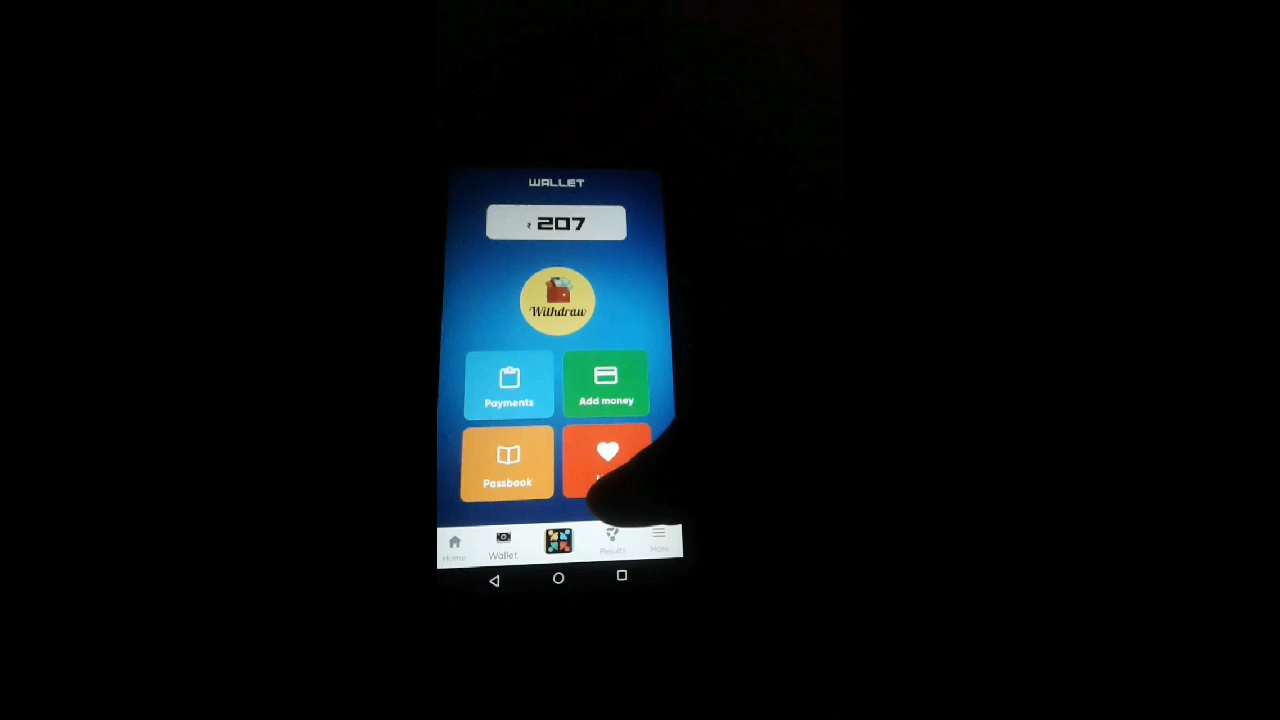 WALLET
₹ 207
Withdraw
Payments
Add money
Passbook
Home
Wallet
Results
More